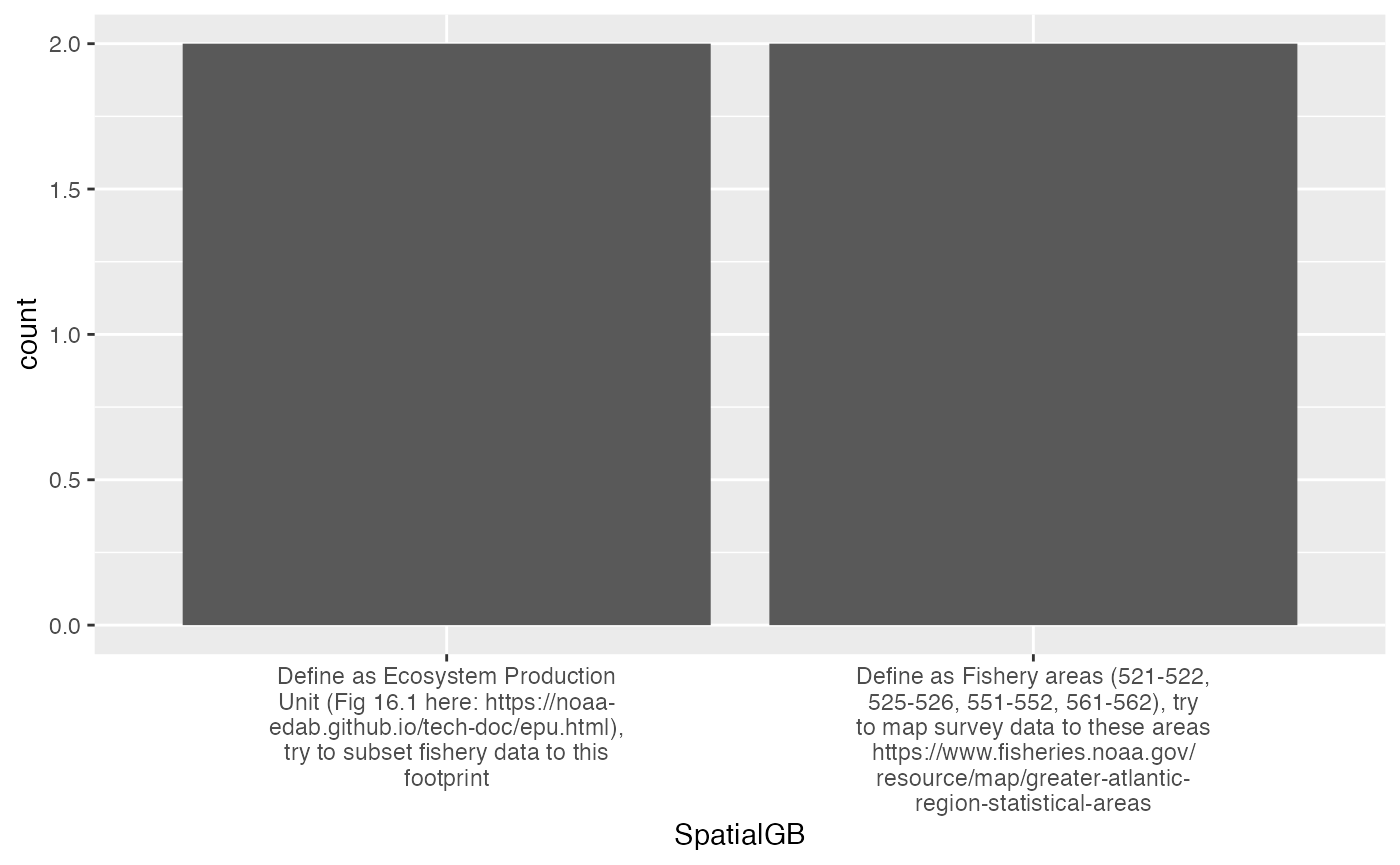 2.0
1.5
1.0
0.5
0.0
count
Define as Ecosystem Production
Unit (Fig 16.1 here: https://noaa-
edab.github.io/tech-doc/epu.html),
try to subset fishery data to this
footprint
Define as Fishery areas (521-522,
525-526, 551-552, 561-562), try
to map survey data to these areas
https://www.fisheries.noaa.gov/
resource/map/greater-atlantic-
region-statistical-areas
SpatialGB